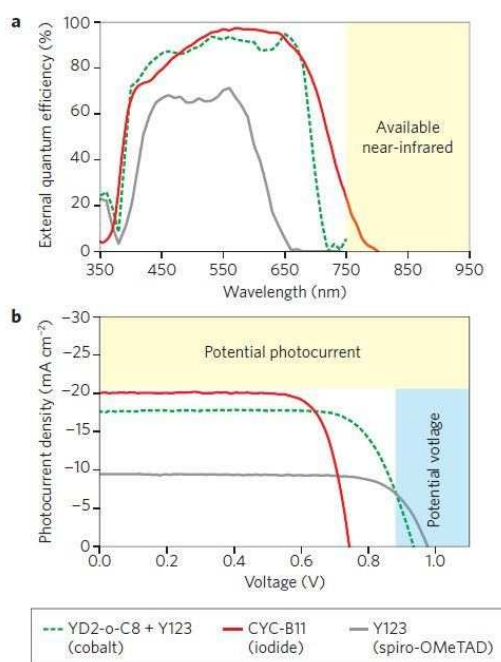 a
External quantum efficiency (%)
100
80
60
40
20
0
Available
near-infrared
350
450
550
650
750
850
950
Wavelength (nm)
b
Photocurrent density (mA cm⁻²)
−30
−25
−20
−15
−10
−5
0
Potential photocurrent
Potential votlage
0.0
0.2
0.4
0.6
0.8
1.0
Voltage (V)
YD2-o-C8 + Y123
(cobalt)
CYC-B11
(iodide)
Y123
(spiro-OMeTAD)